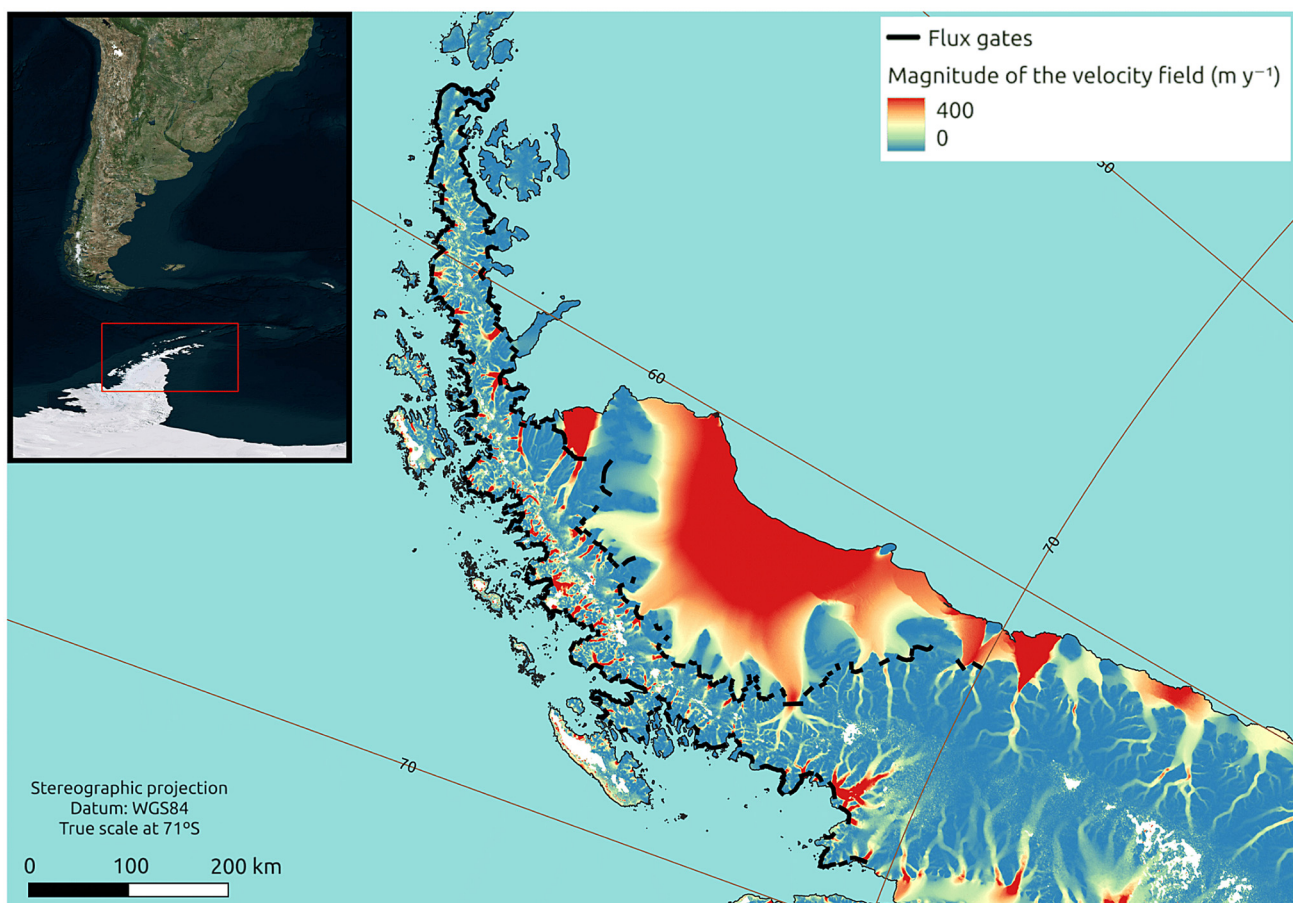 Flux gates
Magnitude of the velocity field (m y⁻¹)
400
0
50
60
70
70
Stereographic projection
Datum: WGS84
True scale at 71ºS
0 100 200 km